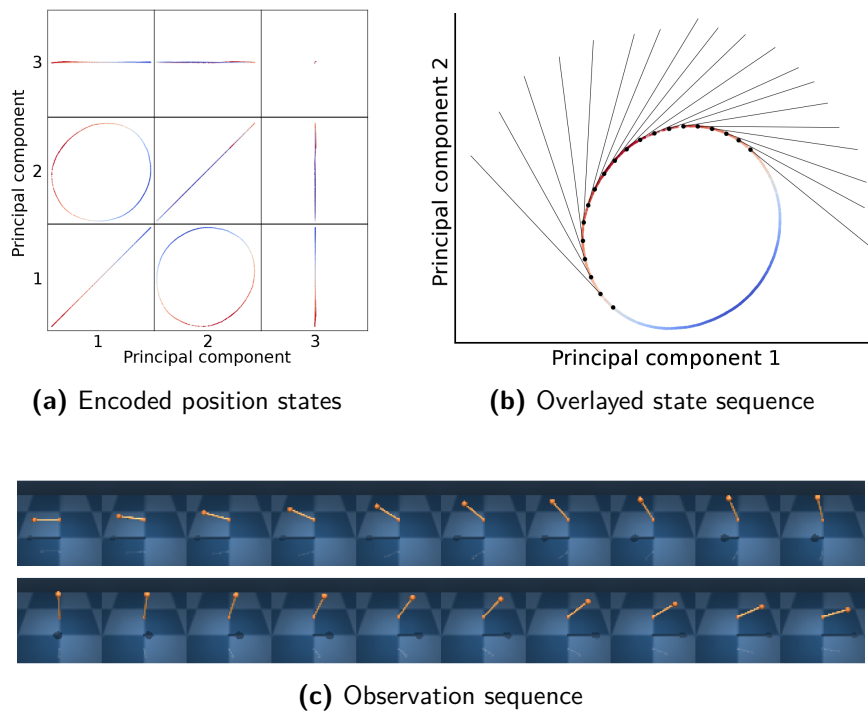 3
2
1
Principal component
1 2 3
Principal component
(a) Encoded position states
Principal component 2
Principal component 1
(b) Overlayed state sequence
(c) Observation sequence